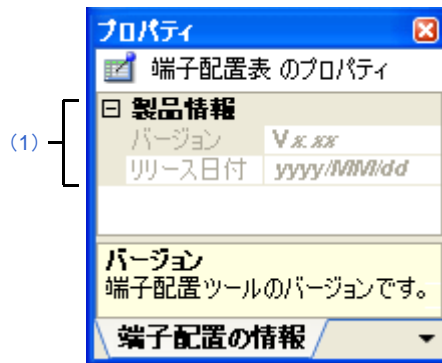 プロパティ
端子配置表 のプロパティ
製品情報
(1)
バージョン Vx.xx
リリース日付 yyyy/MM/dd
バージョン
端子配置ツールのバージョンです。
端子配置の情報